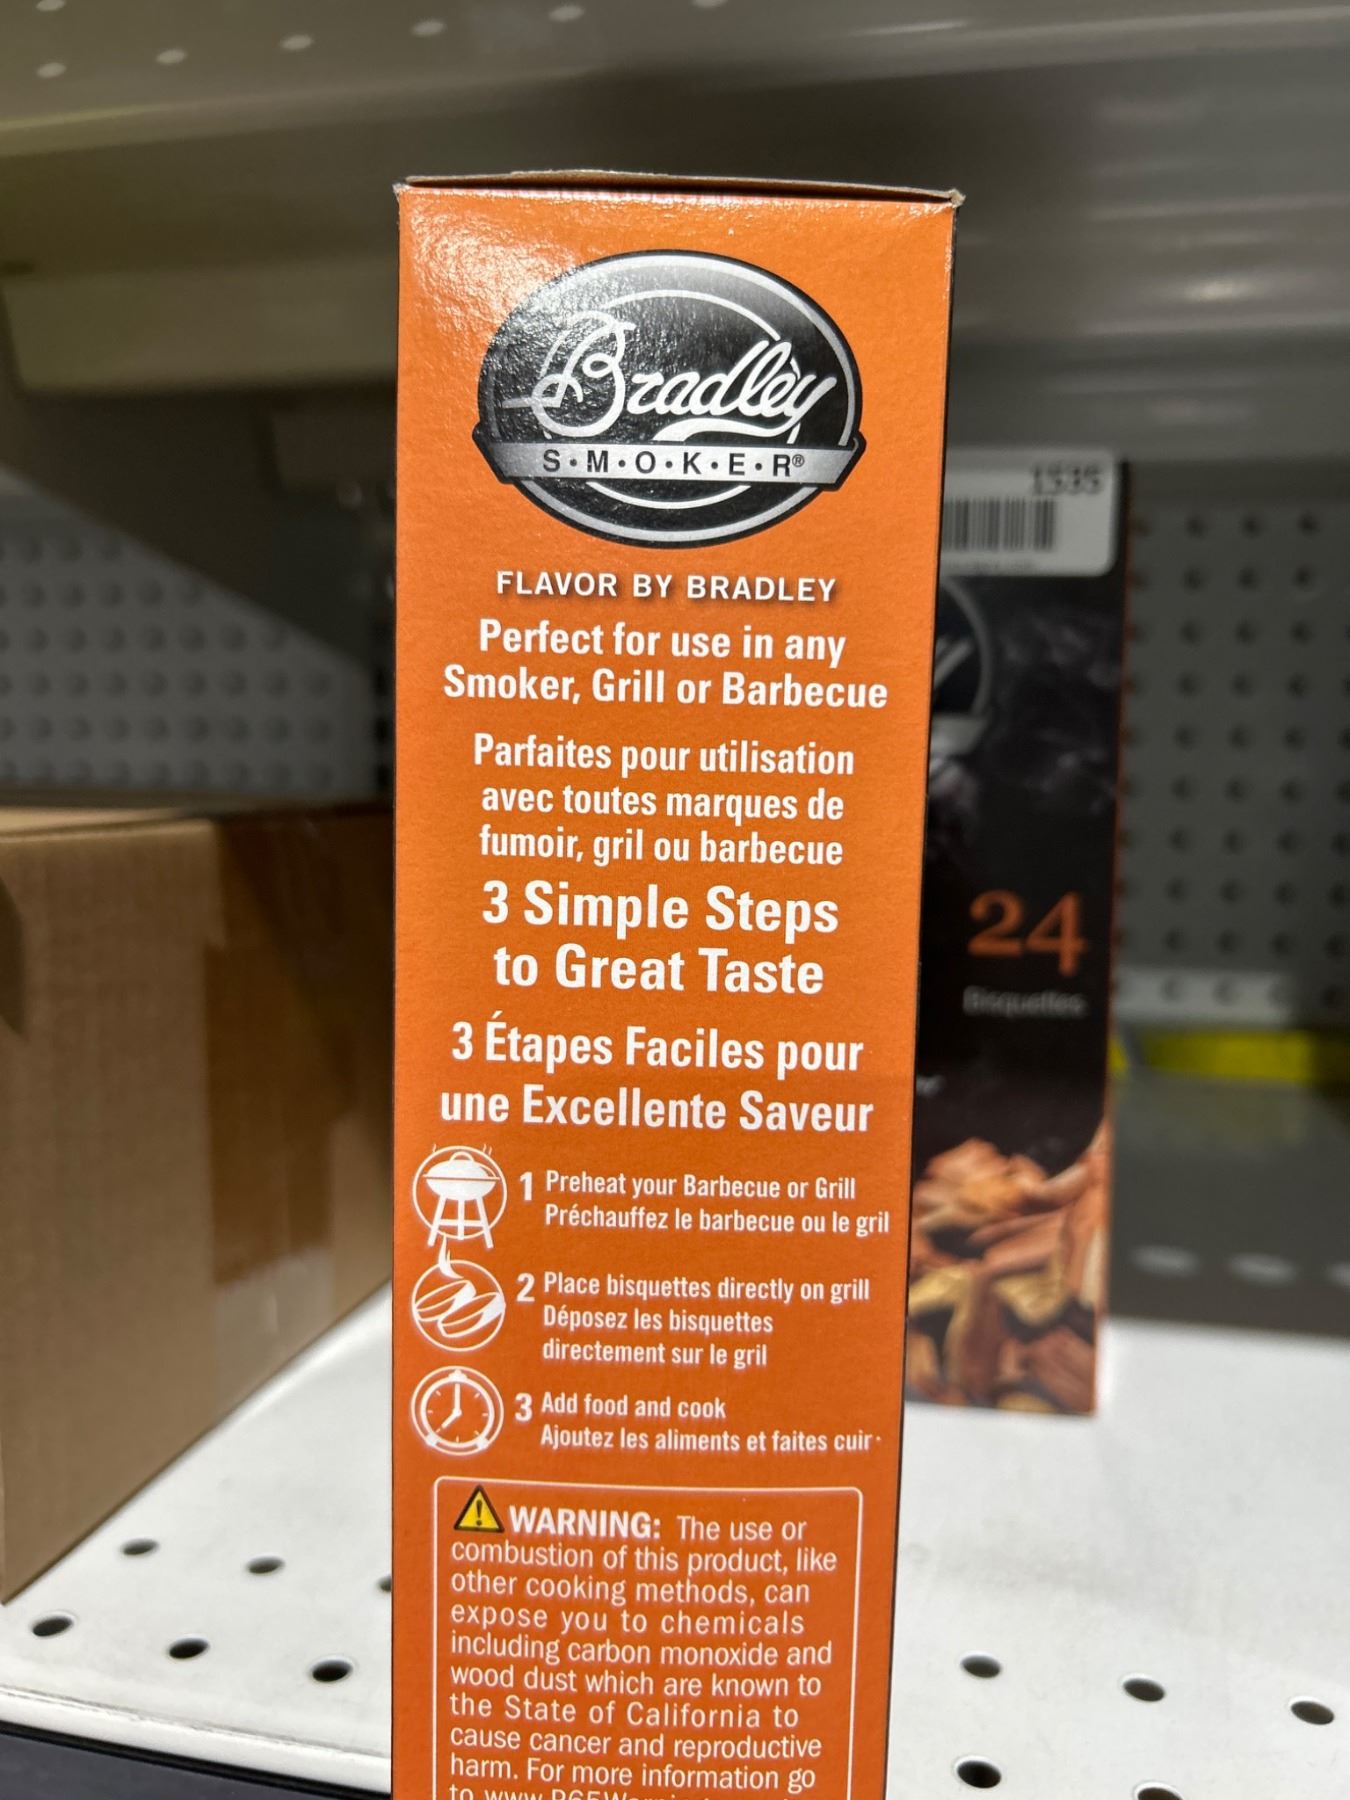 Bradley
S•M•O•K•E•R®
FLAVOR BY BRADLEY
Perfect for use in any
Smoker, Grill or Barbecue
Parfaites pour utilisation
avec toutes marques de
fumoir, gril ou barbecue
3 Simple Steps
to Great Taste
3 Étapes Faciles pour
une Excellente Saveur
1 Preheat your Barbecue or Grill
Préchauffez le barbecue ou le gril
2 Place bisquettes directly on grill
Déposez les bisquettes
directement sur le gril
3 Add food and cook
Ajoutez les aliments et faites cuir
WARNING: The use or
combustion of this product, like
other cooking methods, can
expose you to chemicals
including carbon monoxide and
wood dust which are known to
the State of California to
cause cancer and reproductive
harm. For more information go
to
1535
24
Bisquettes